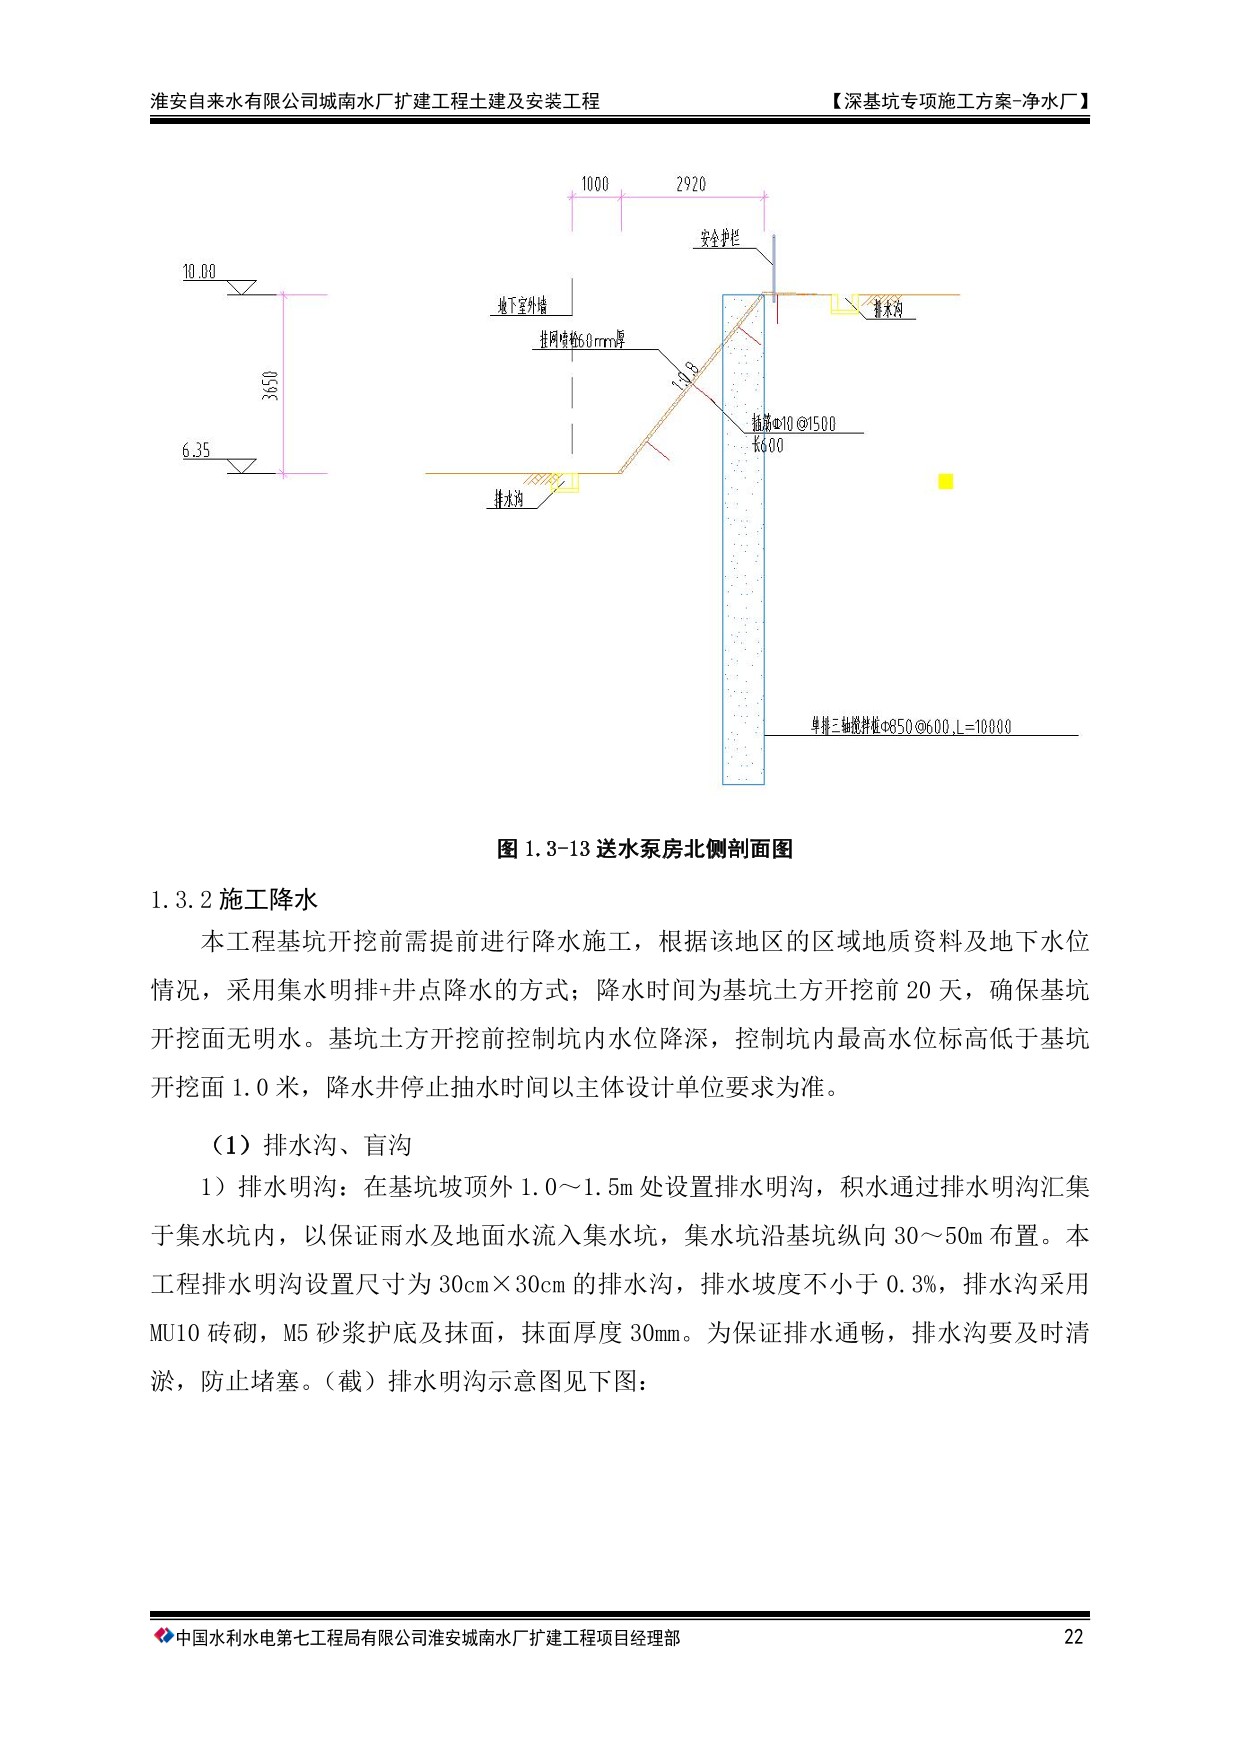 淮安自来水有限公司城南水厂扩建工程土建及安装工程 【深基坑专项施工方案-净水厂】
1000 2920
安全护栏
10.00
地下室外墙
排水沟
挂网喷砼60mm厚
1:0.8
3650
插筋Φ10@1500
长600
6.35
排水沟
单排三轴搅拌桩Φ850@600,L=10000
图 1.3-13 送水泵房北侧剖面图
1.3.2 施工降水
本工程基坑开挖前需提前进行降水施工，根据该地区的区域地质资料及地下水位
情况，采用集水明排+井点降水的方式；降水时间为基坑土方开挖前 20 天，确保基坑
开挖面无明水。基坑土方开挖前控制坑内水位降深，控制坑内最高水位标高低于基坑
开挖面 1.0 米，降水井停止抽水时间以主体设计单位要求为准。
（1）排水沟、盲沟
1）排水明沟：在基坑坡顶外 1.0～1.5m 处设置排水明沟，积水通过排水明沟汇集
于集水坑内，以保证雨水及地面水流入集水坑，集水坑沿基坑纵向 30～50m 布置。本
工程排水明沟设置尺寸为 30cm×30cm 的排水沟，排水坡度不小于 0.3%，排水沟采用
MU10 砖砌，M5 砂浆护底及抹面，抹面厚度 30mm。为保证排水通畅，排水沟要及时清
淤，防止堵塞。（截）排水明沟示意图见下图：
中国水利水电第七工程局有限公司淮安城南水厂扩建工程项目经理部 22